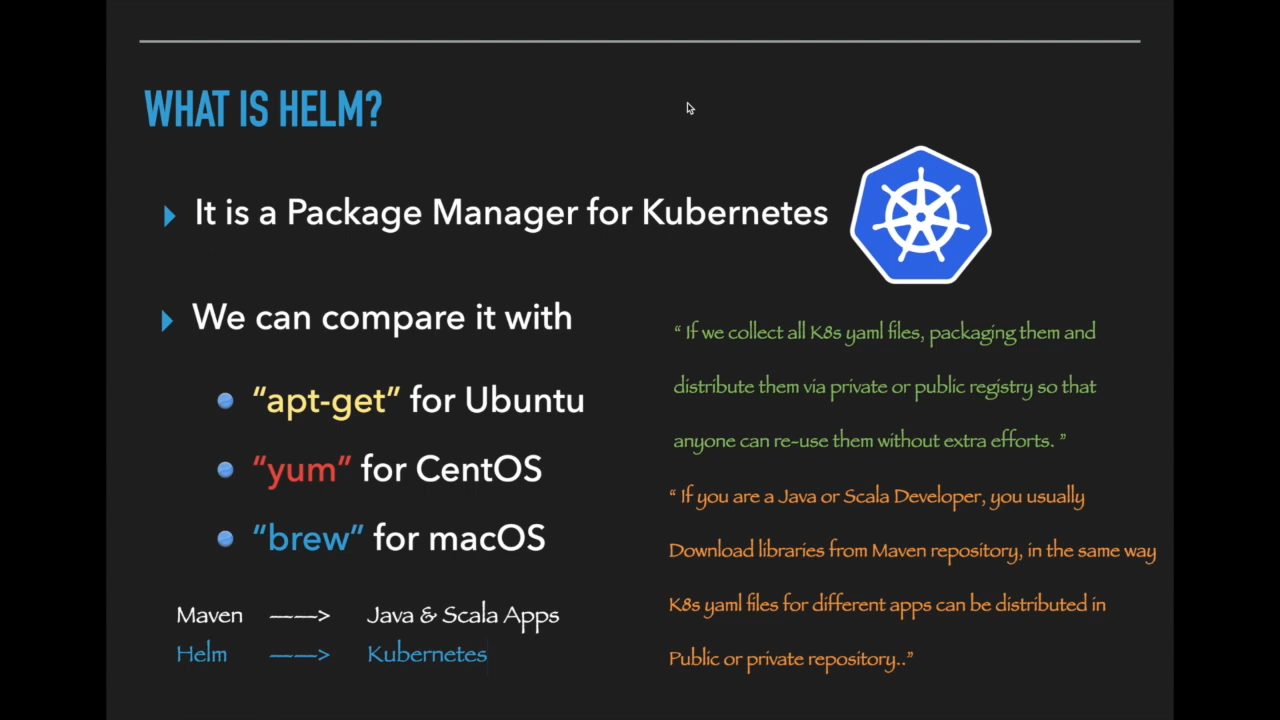 WHAT IS HELM?
It is a Package Manager for Kubernetes
We can compare it with
“apt-get” for Ubuntu
“yum” for CentOS
“brew” for macOS
Maven ——> Java & Scala Apps
Helm ——> Kubernetes
“ If we collect all K8s yaml files, packaging them and
distribute them via private or public registry so that
anyone can re-use them without extra efforts. ”
“ If you are a Java or Scala Developer, you usually
Download libraries from Maven repository, in the same way
K8s yaml files for different apps can be distributed in
Public or private repository..”